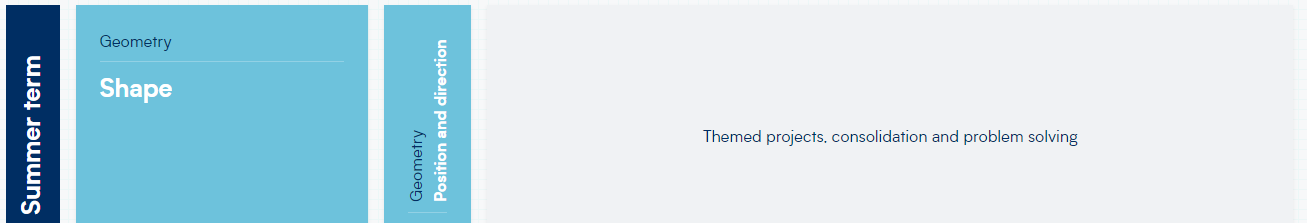 Summer term
Geometry
Shape
Geometry
Position and direction
Themed projects, consolidation and problem solving